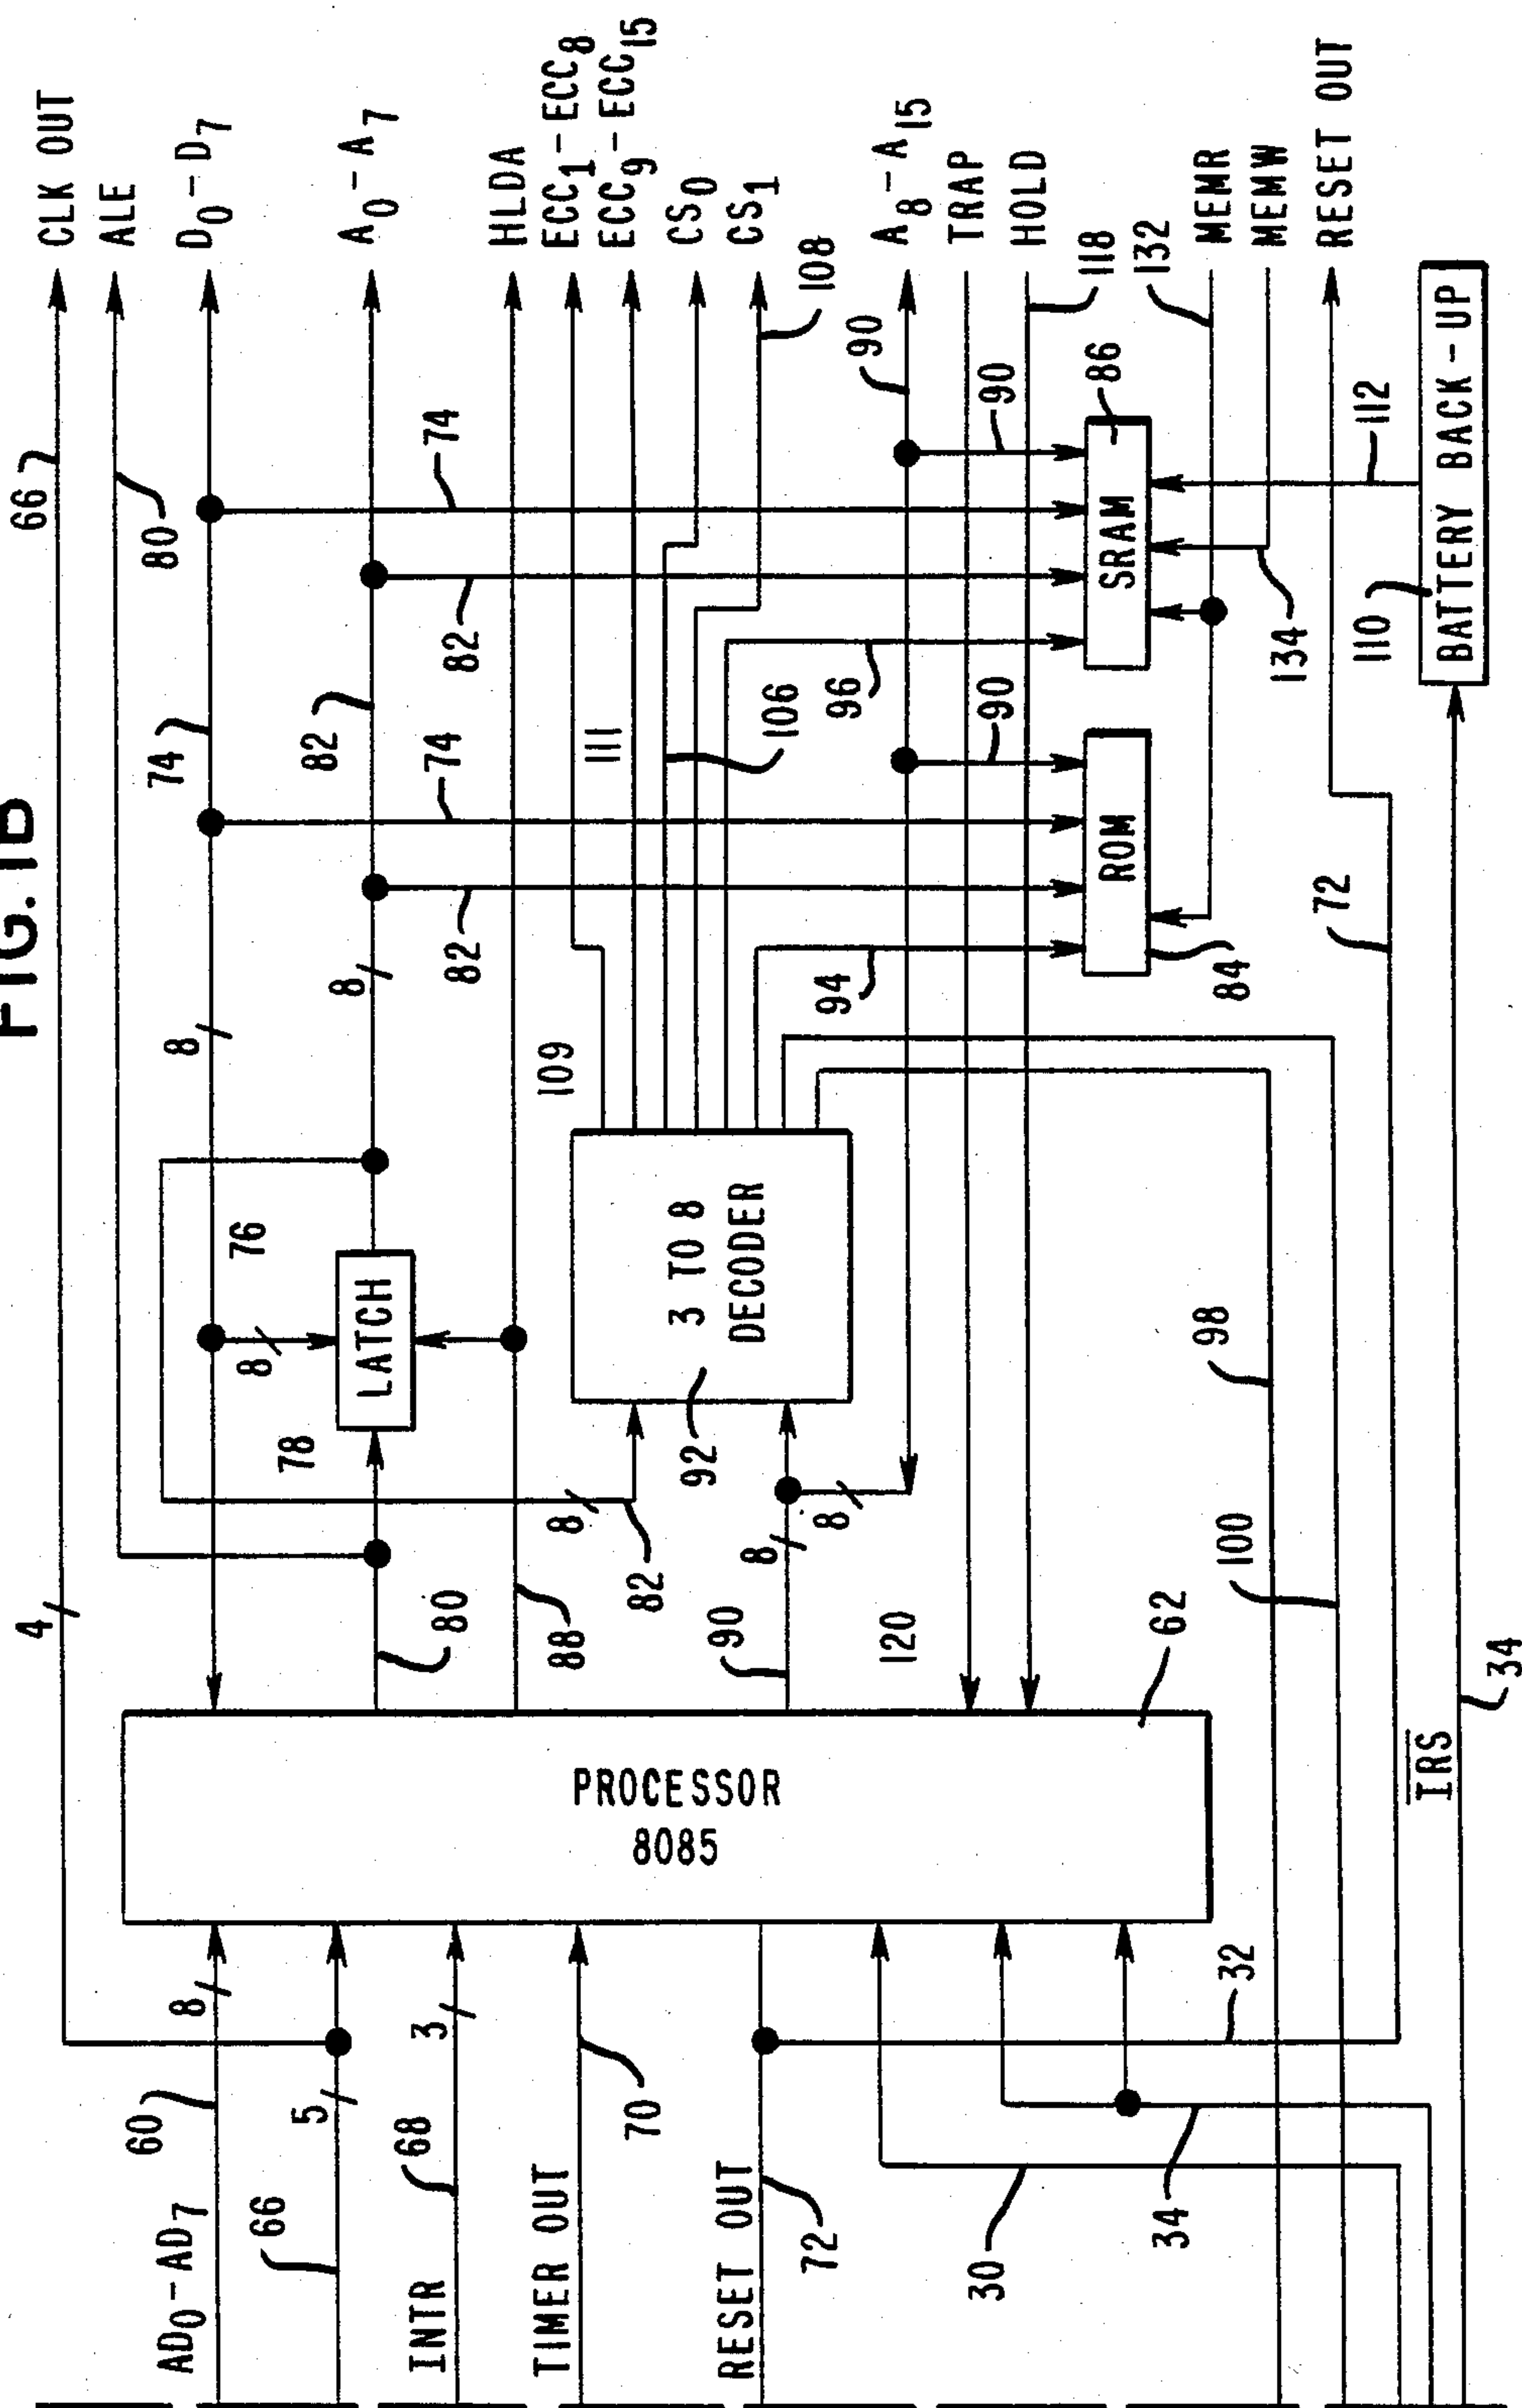 FIG. 1B
66
CLK OUT
4
ALE
80
D0-D7
74
8
A0-A7
82
8
HLDA
ECC1-ECC8
ECC9-ECC15
CS0
CS1
108
A8-A15
90
TRAP
HOLD
118
132
MEMR
MEMW
RESET OUT
74
82
74
82
76
8
LATCH
78
8
82
80
88
109
111
106
3 TO 8
DECODER
92
90
8
8
120
96
90
90
94
SRAM
86
ROM
84
134
112
110
BATTERY BACK-UP
72
98
100
62
PROCESSOR
8085
IRS
34
AD0-AD7
60
8
66
5
INTR
68
3
TIMER OUT
70
RESET OUT
72
32
30
34